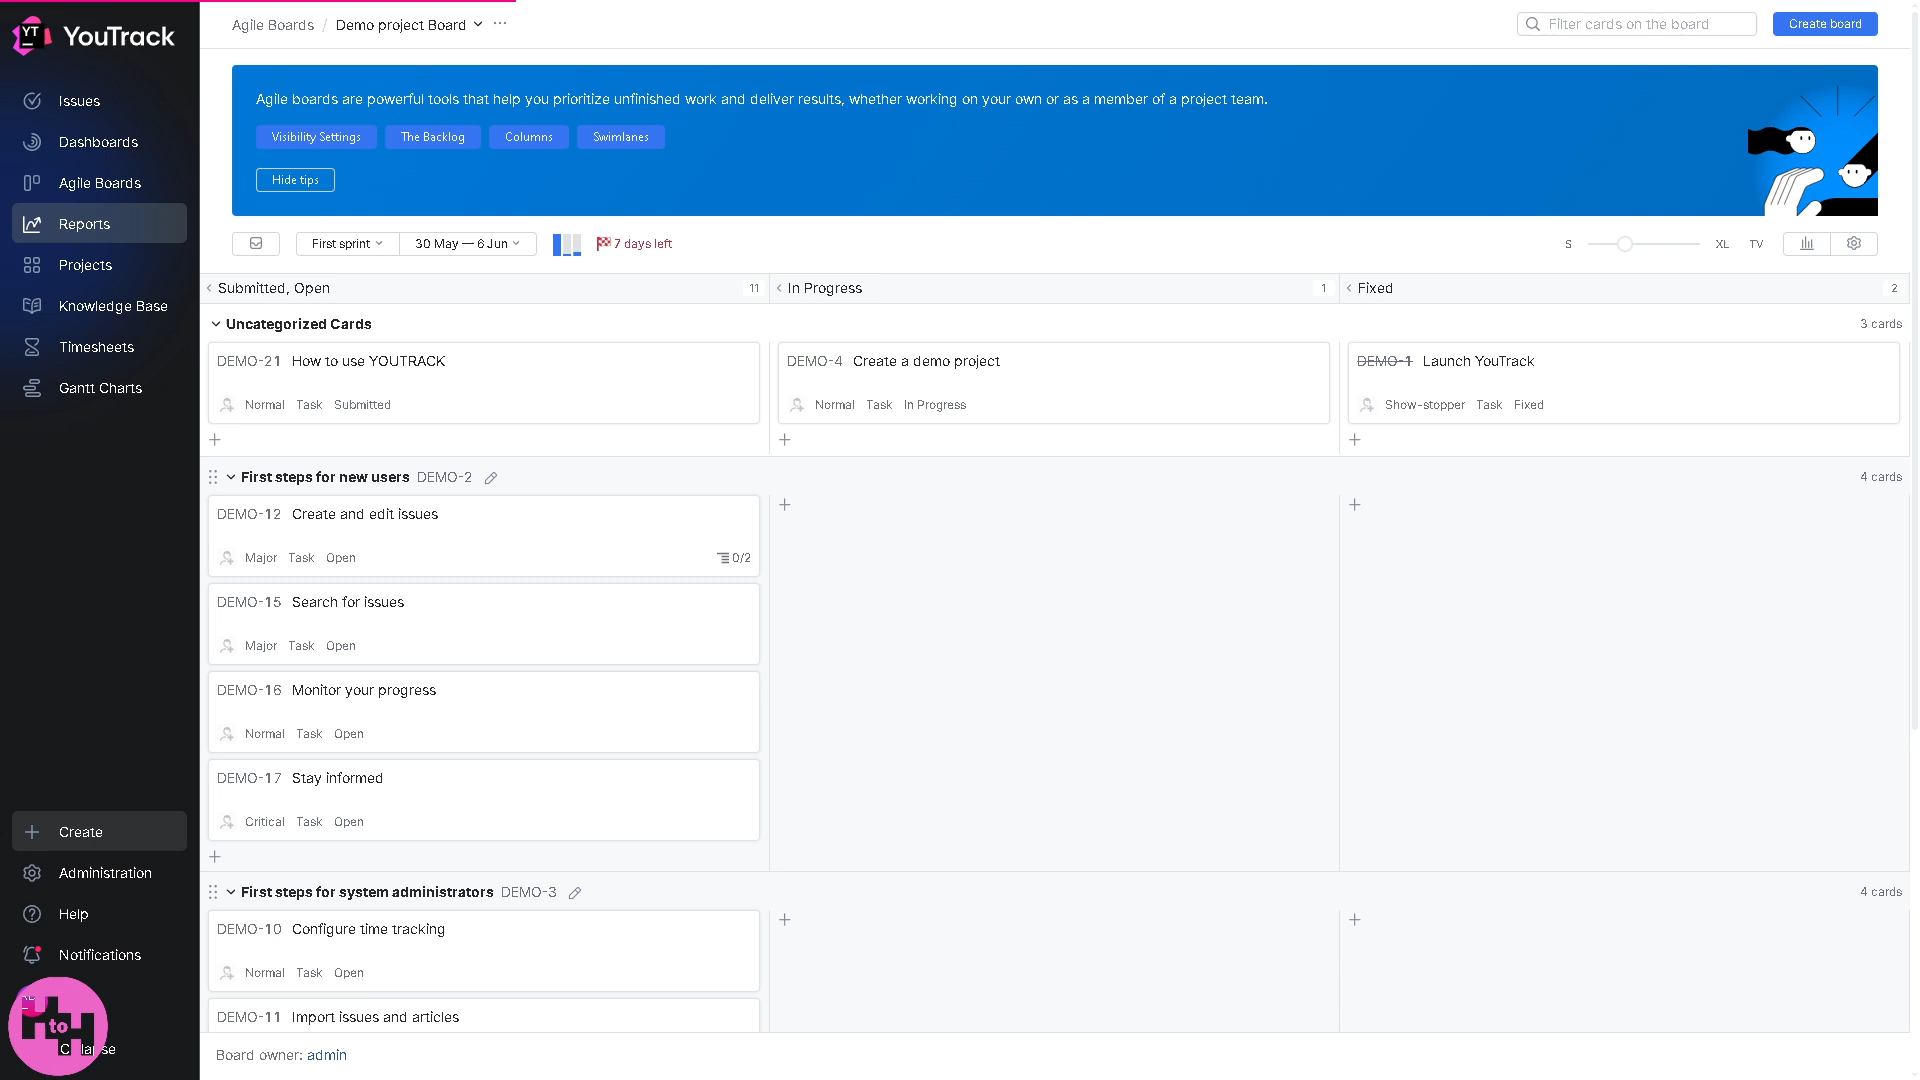 YouTrack
Issues
Dashboards
Agile Boards
Reports
Projects
Knowledge Base
Timesheets
Gantt Charts
Create
Administration
Help
Notifications
H to H
Agile Boards / Demo project Board
Filter cards on the board
Create board
Agile boards are powerful tools that help you prioritize unfinished work and deliver results, whether working on your own or as a member of a project team.
Visibility Settings The Backlog Columns Swimlanes
Hide tips
First sprint 30 May — 6 Jun 7 days left S XL TV
Submitted, Open 11 In Progress 1 Fixed 2
Uncategorized Cards 3 cards
DEMO-21 How to use YOUTRACK
Normal Task Submitted
DEMO-4 Create a demo project
Normal Task In Progress
DEMO-1 Launch YouTrack
Show-stopper Task Fixed
First steps for new users DEMO-2 4 cards
DEMO-12 Create and edit issues
Major Task Open 0/2
DEMO-15 Search for issues
Major Task Open
DEMO-16 Monitor your progress
Normal Task Open
DEMO-17 Stay informed
Critical Task Open
First steps for system administrators DEMO-3 4 cards
DEMO-10 Configure time tracking
Normal Task Open
DEMO-11 Import issues and articles
Board owner: admin